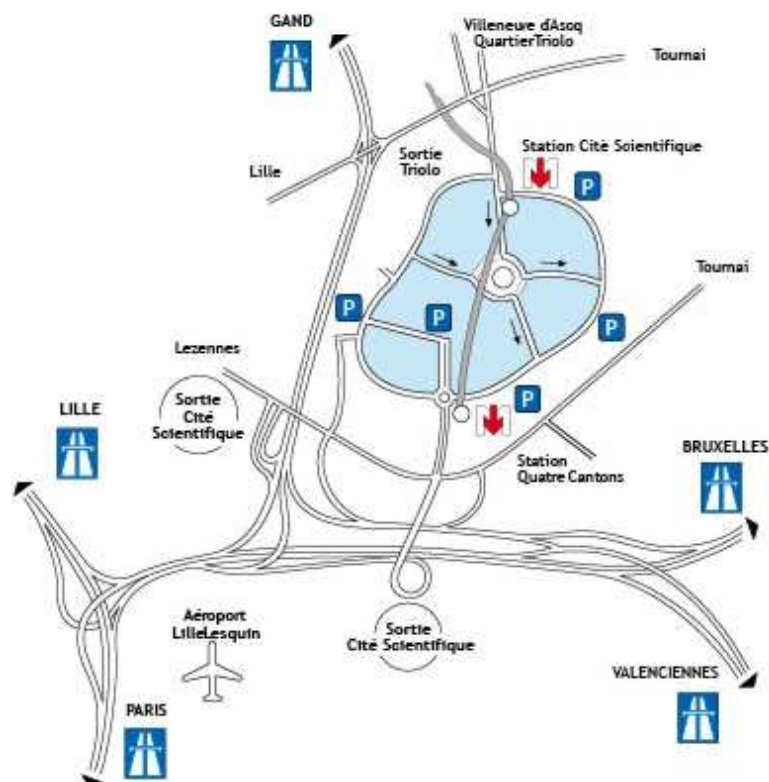 GAND
Villeneuve d'Ascq
QuartierTriolo
Tournai
Station Cité Scientifique
Sortie
Triolo
Lille
P
Tournai
P
P
P
Lezennes
Sortie
Cité
Scientifique
LILLE
P
Station
Quatre Cantons
BRUXELLES
Aéroport
LilleLesquin
Sortie
Cité Scientifique
VALENCIENNES
PARIS